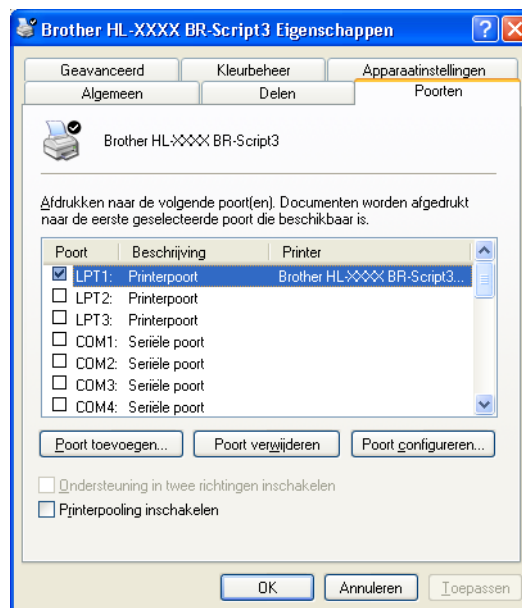 Brother HL-XXXX BR-Script3 Eigenschappen
Geavanceerd Kleurbeheer Apparaatinstellingen
Algemeen Delen Poorten
Brother HL-XXXX BR-Script3
Afdrukken naar de volgende poort(en). Documenten worden afgedrukt
naar de eerste geselecteerde poort die beschikbaar is.
Poort Beschrijving Printer
LPT1: Printerpoort Brother HL-XXXX BR-Script3...
LPT2: Printerpoort
LPT3: Printerpoort
COM1: Seriële poort
COM2: Seriële poort
COM3: Seriële poort
COM4: Seriële poort
Poort toevoegen... Poort verwijderen Poort configureren...
Ondersteuning in twee richtingen inschakelen
Printerpooling inschakelen
OK Annuleren Toepassen